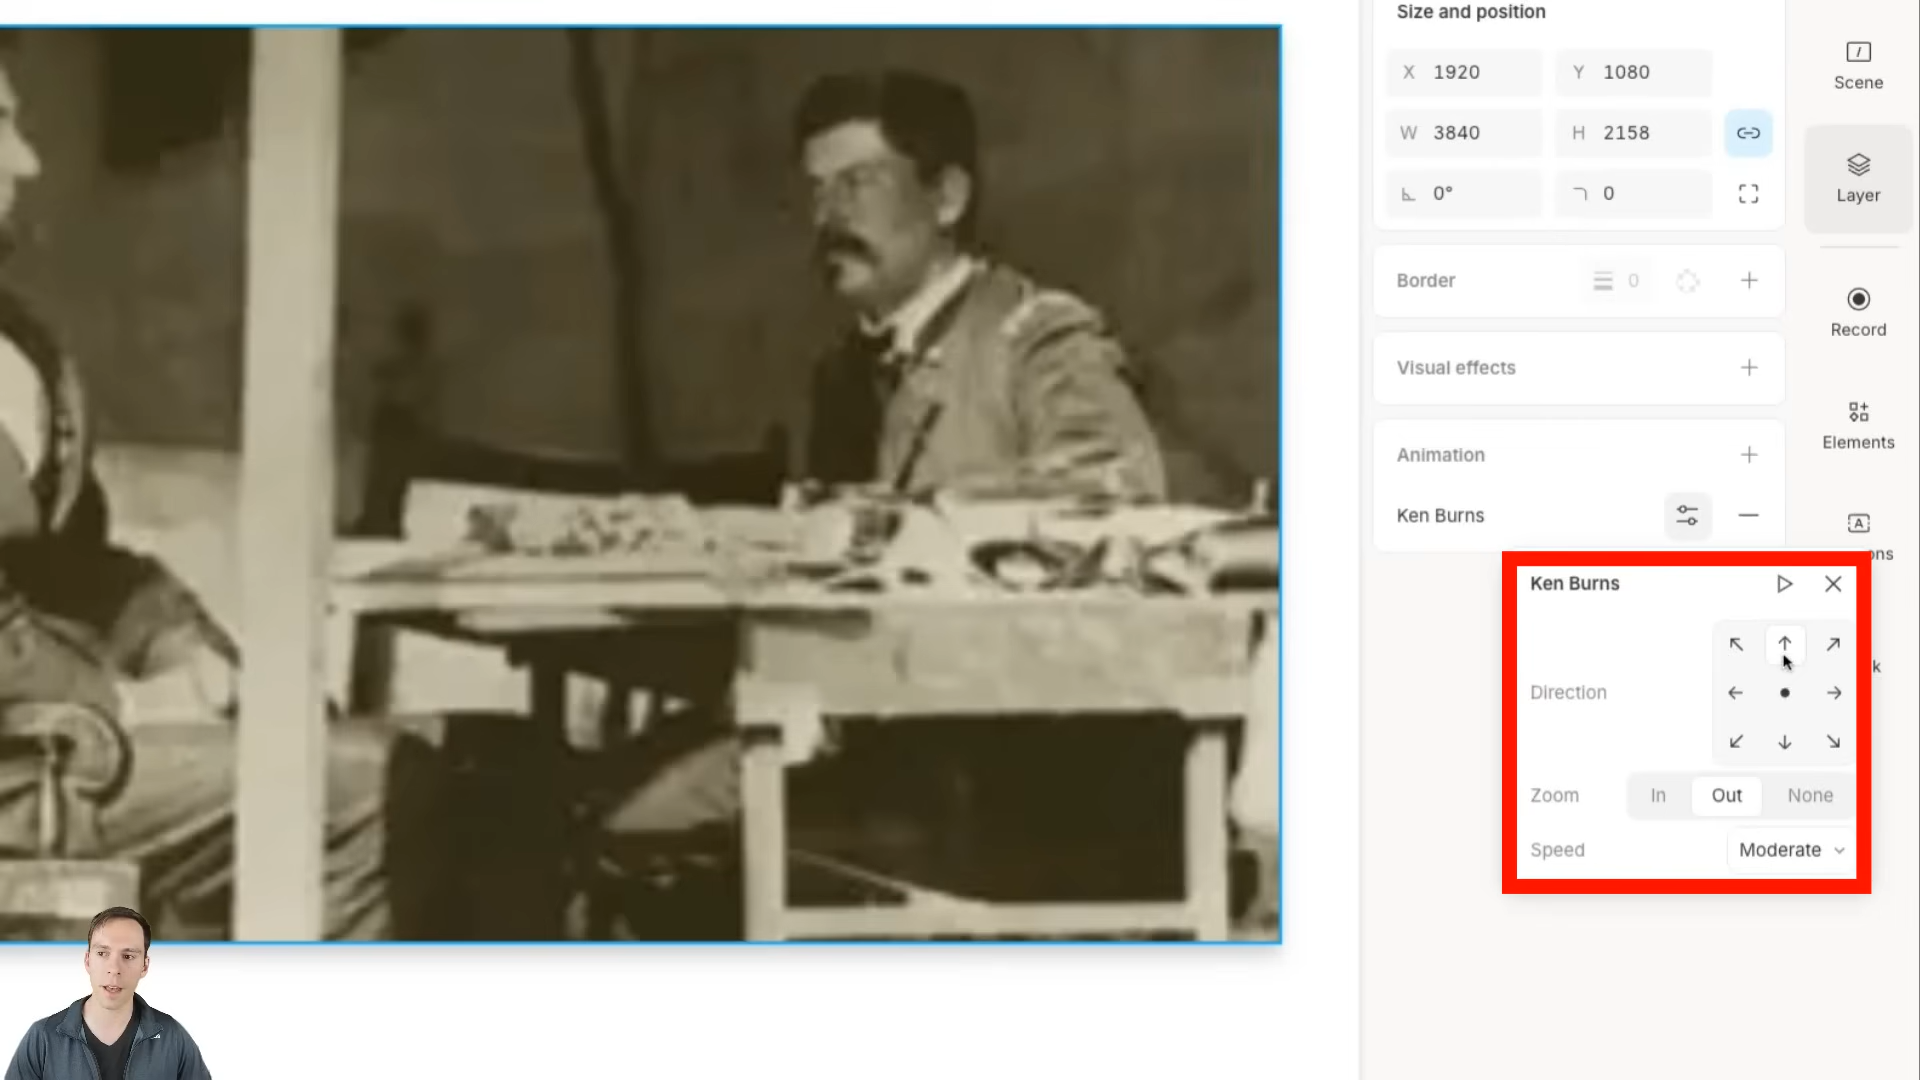 Size and position
X 1920
Y 1080
W 3840
H 2158
0°
0
Border
0
Visual effects
Animation
Ken Burns
Ken Burns
Direction
Zoom
In
Out
None
Speed
Moderate
Scene
Layer
Record
Elements
A
ons
k